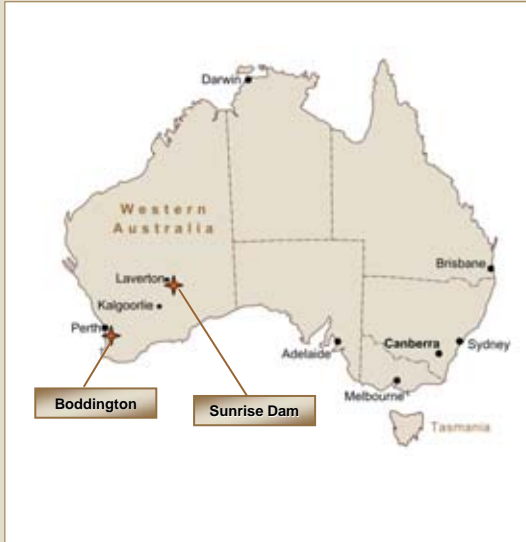 Darwin
Western
Australia
Brisbane
Laverton
Kalgoorlie
Perth
Sydney
Canberra
Adelaide
Melbourne
Boddington
Sunrise Dam
Tasmania